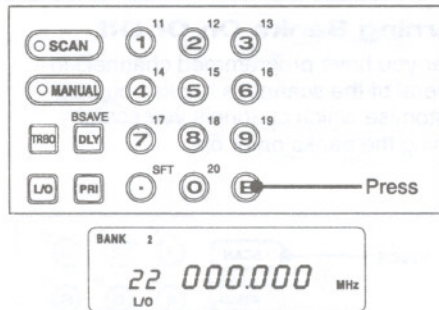 11 12 13
SCAN 1 2 3
14 15 16
MANUAL 4 5 6
BSAVE 17 18 19
DLY 7 8 9
SFT 20
L/O PRI · 0 E Press
BANK 2
22 000.000 MHz
L/O